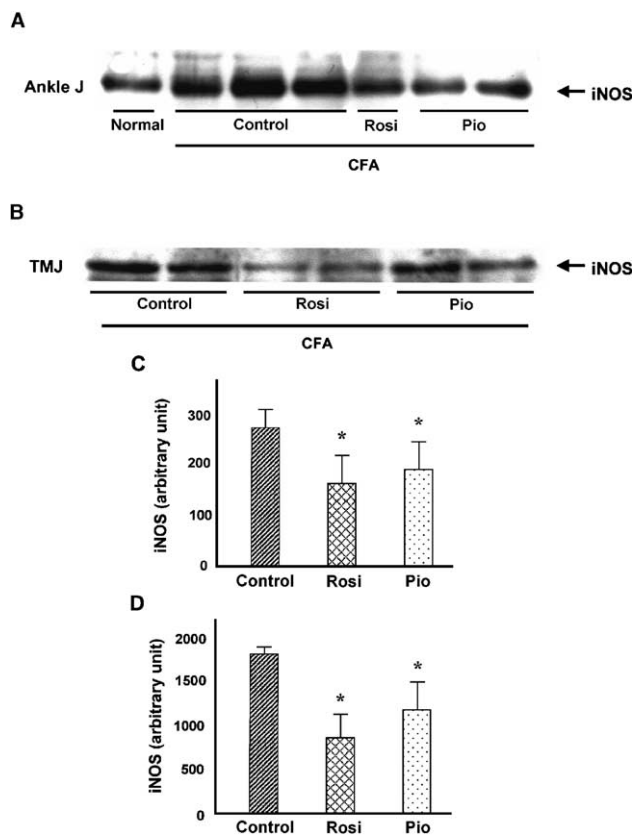 A
Ankle J
iNOS
Normal Control Rosi Pio
CFA
B
TMJ
iNOS
Control Rosi Pio
CFA
C
iNOS (arbitrary unit)
300
200
100
0
*
*
Control Rosi Pio
D
iNOS (arbitrary unit)
2000
1500
1000
500
0
*
*
Control Rosi Pio